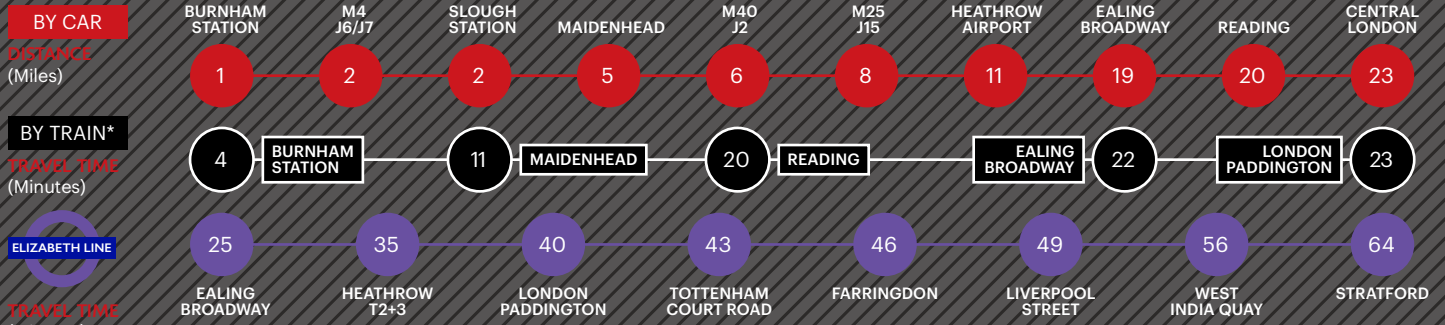 BY CAR
DISTANCE
(Miles)
BURNHAM
STATION
M4
J6/J7
SLOUGH
STATION
MAIDENHEAD
M40
J2
M25
J15
HEATHROW
AIRPORT
EALING
BROADWAY
READING
CENTRAL
LONDON
1
2
2
5
6
8
11
19
20
23
BY TRAIN*
TRAVEL TIME
(Minutes)
4
BURNHAM
STATION
11
MAIDENHEAD
20
READING
EALING
BROADWAY
22
LONDON
PADDINGTON
23
ELIZABETH LINE
TRAVEL TIME
25
35
40
43
46
49
56
64
EALING
BROADWAY
HEATHROW
T2+3
LONDON
PADDINGTON
TOTTENHAM
COURT ROAD
FARRINGDON
LIVERPOOL
STREET
WEST
INDIA QUAY
STRATFORD